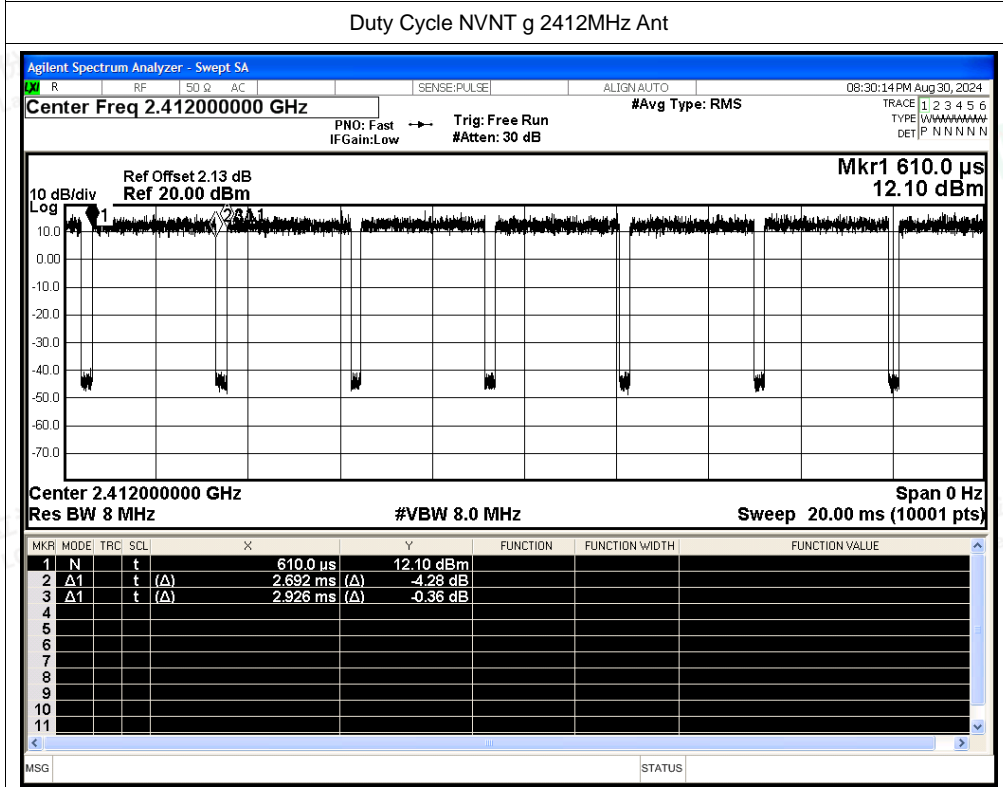 Duty Cycle NVNT g 2412MHz Ant
Agilent Spectrum Analyzer - Swept SA
LXI R RF 50 Ω AC SENSE:PULSE ALIGN AUTO 08:30:14 PM Aug 30, 2024
Center Freq 2.412000000 GHz #Avg Type: RMS TRACE 1 2 3 4 5 6
PNO: Fast Trig: Free Run TYPE WWWWWW
IFGain:Low #Atten: 30 dB DET P N N N N N
Mkr1 610.0 µs
Ref Offset 2.13 dB
10 dB/div Ref 20.00 dBm 12.10 dBm
Log
1 2 3Δ1
10.0
0.00
-10.0
-20.0
-30.0
-40.0
-50.0
-60.0
-70.0
Center 2.412000000 GHz Span 0 Hz
Res BW 8 MHz #VBW 8.0 MHz Sweep 20.00 ms (10001 pts)
MKR MODE TRC SCL X Y FUNCTION FUNCTION WIDTH FUNCTION VALUE
1 N t 610.0 µs 12.10 dBm
2 Δ1 t (Δ) 2.692 ms (Δ) -4.28 dB
3 Δ1 t (Δ) 2.926 ms (Δ) -0.36 dB
4
5
6
7
8
9
10
11
MSG STATUS